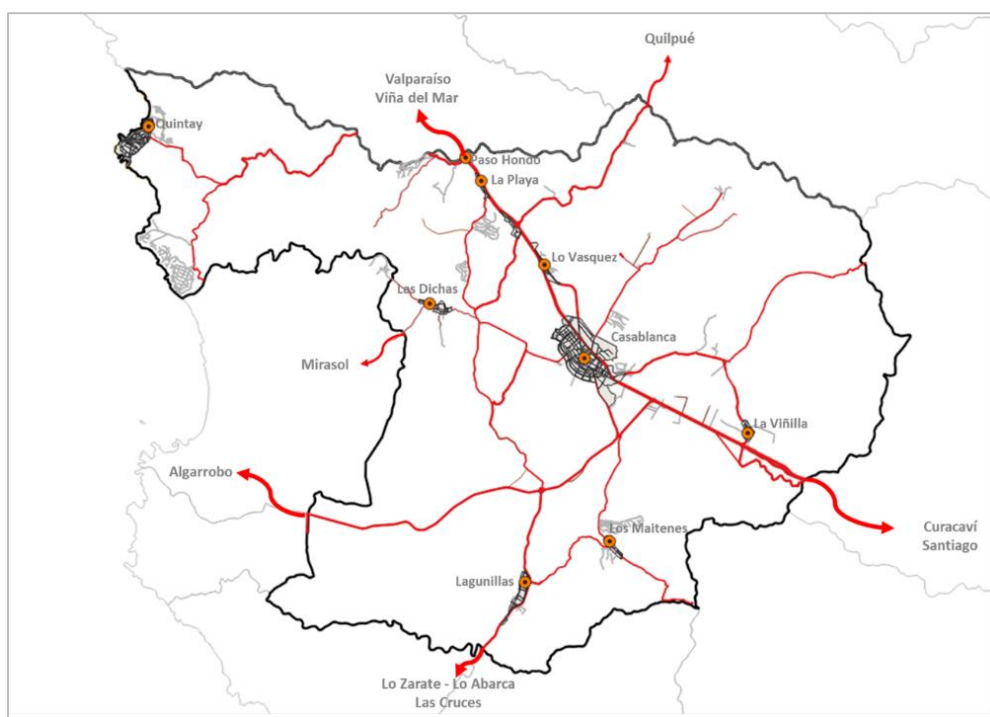 Quilpué
Valparaíso
Viña del Mar
Quintay
Paso Hondo
La Playa
Lo Vasquez
Las Dichas
Casablanca
Mirasol
La Viñilla
Algarrobo
Los Maitenes
Curacaví
Santiago
Lagunillas
Lo Zarate - Lo Abarca
Las Cruces